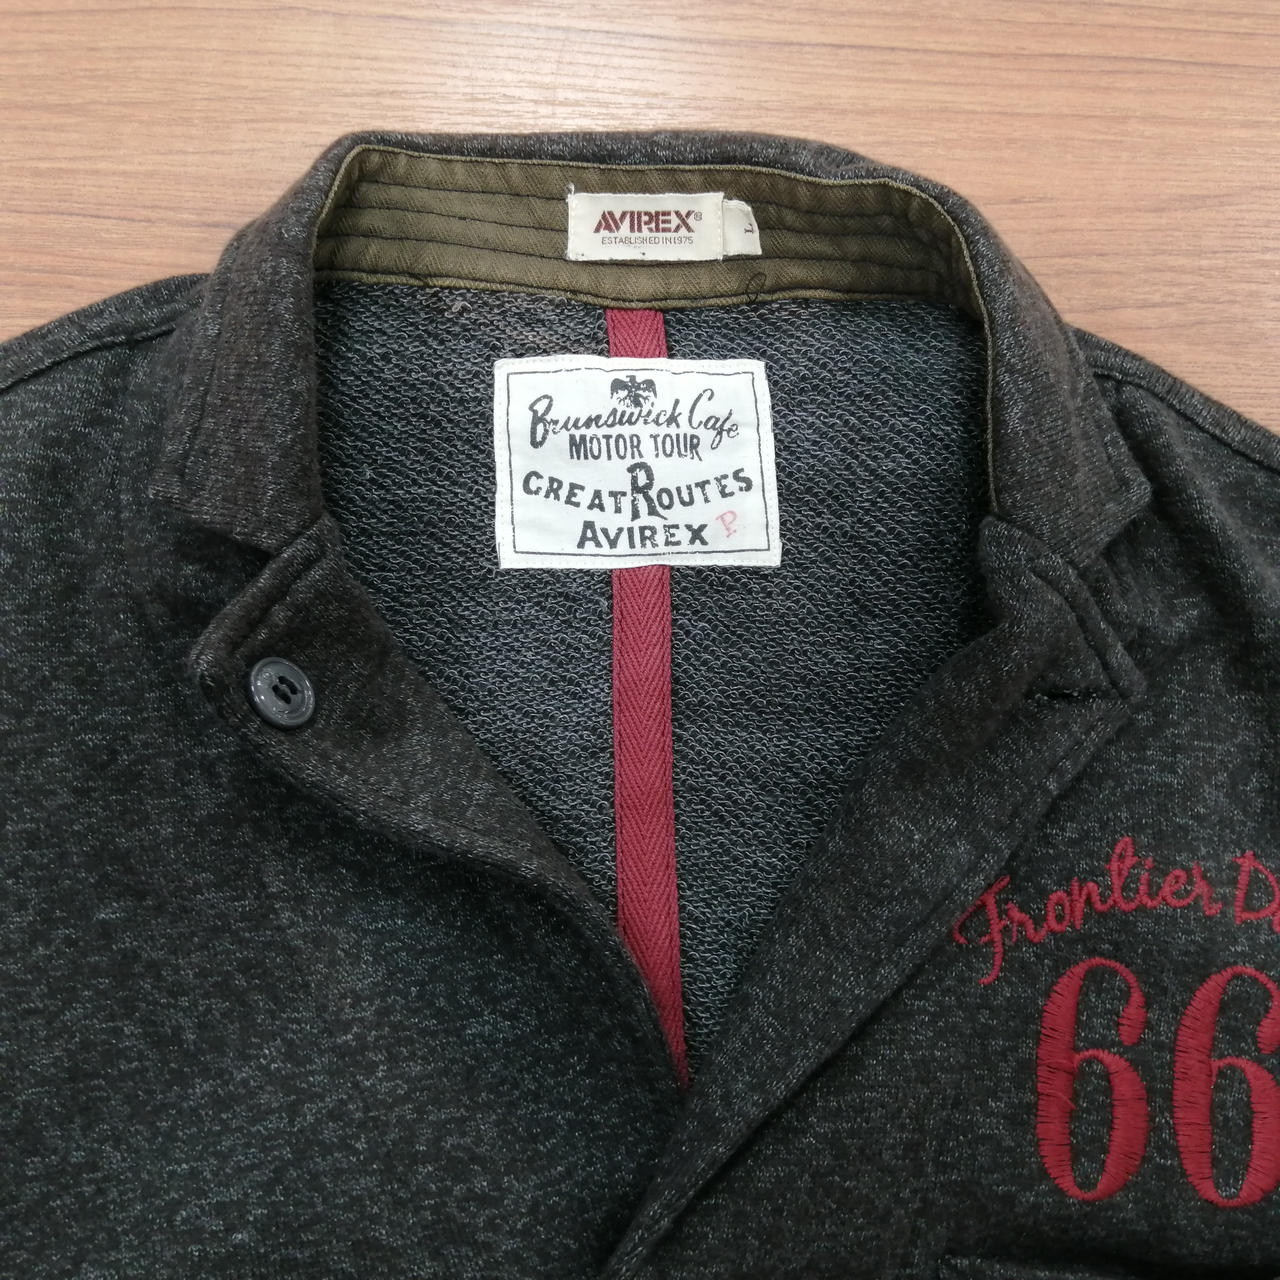 AVIREX®
ESTABLISHED IN 1975
L
Brunswick Cafe
MOTOR TOUR
GREAT ROUTES
AVIREX P
Frontier
66